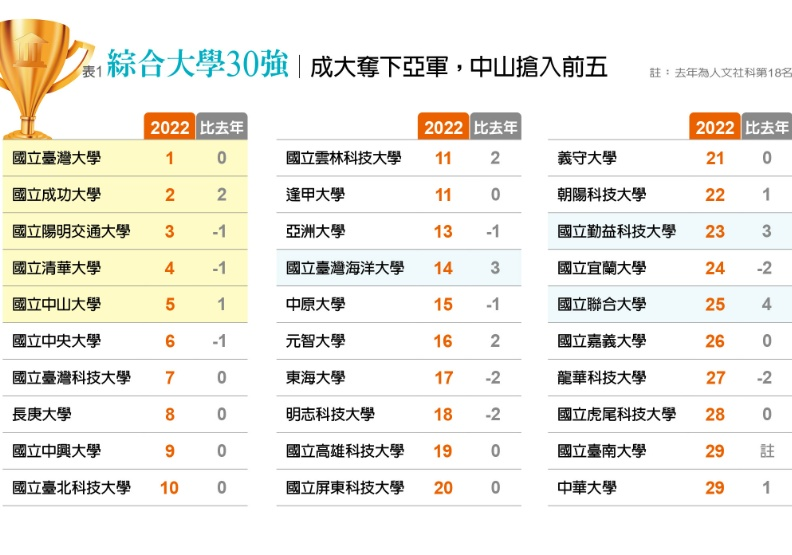 表1 綜合大學30強｜成大奪下亞軍，中山搶入前五
註：去年為人文社科第18名
2022 比去年
國立臺灣大學 1 0
國立成功大學 2 2
國立陽明交通大學 3 -1
國立清華大學 4 -1
國立中山大學 5 1
國立中央大學 6 -1
國立臺灣科技大學 7 0
長庚大學 8 0
國立中興大學 9 0
國立臺北科技大學 10 0
2022 比去年
國立雲林科技大學 11 2
逢甲大學 11 0
亞洲大學 13 -1
國立臺灣海洋大學 14 3
中原大學 15 -1
元智大學 16 2
東海大學 17 -2
明志科技大學 18 -2
國立高雄科技大學 19 0
國立屏東科技大學 20 0
2022 比去年
義守大學 21 0
朝陽科技大學 22 1
國立勤益科技大學 23 3
國立宜蘭大學 24 -2
國立聯合大學 25 4
國立嘉義大學 26 0
龍華科技大學 27 -2
國立虎尾科技大學 28 0
國立臺南大學 29 註
中華大學 29 1